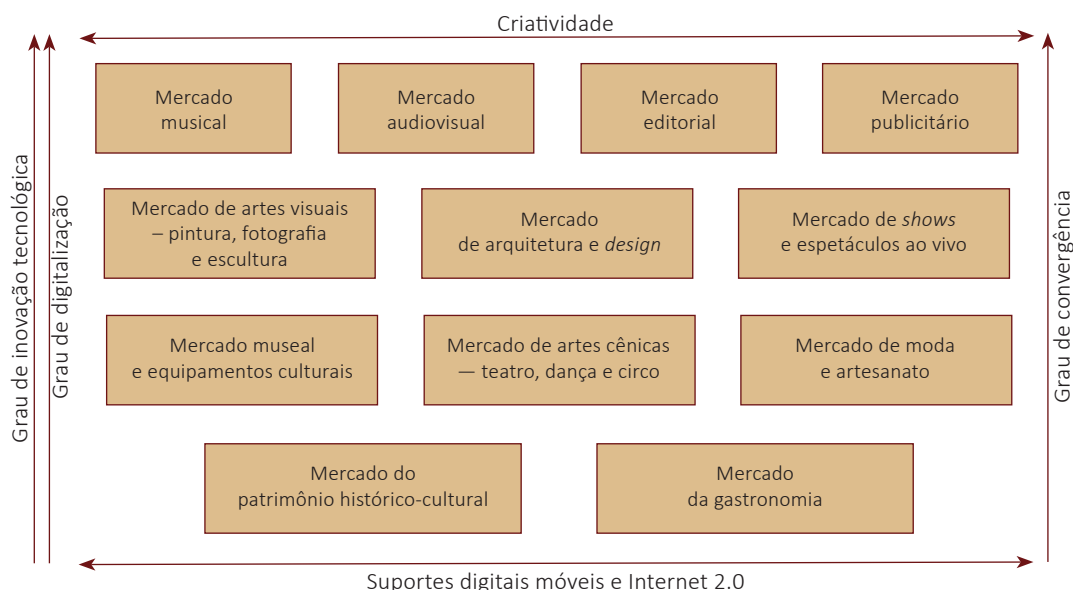 Criatividade
Grau de inovação tecnológica
Grau de digitalização
Mercado
musical
Mercado
audiovisual
Mercado
editorial
Mercado
publicitário
Mercado de artes visuais
– pintura, fotografia
e escultura
Mercado
de arquitetura e design
Mercado de shows
e espetáculos ao vivo
Mercado museal
e equipamentos culturais
Mercado de artes cênicas
— teatro, dança e circo
Mercado de moda
e artesanato
Mercado do
patrimônio histórico-cultural
Mercado
da gastronomia
Grau de convergência
Suportes digitais móveis e Internet 2.0